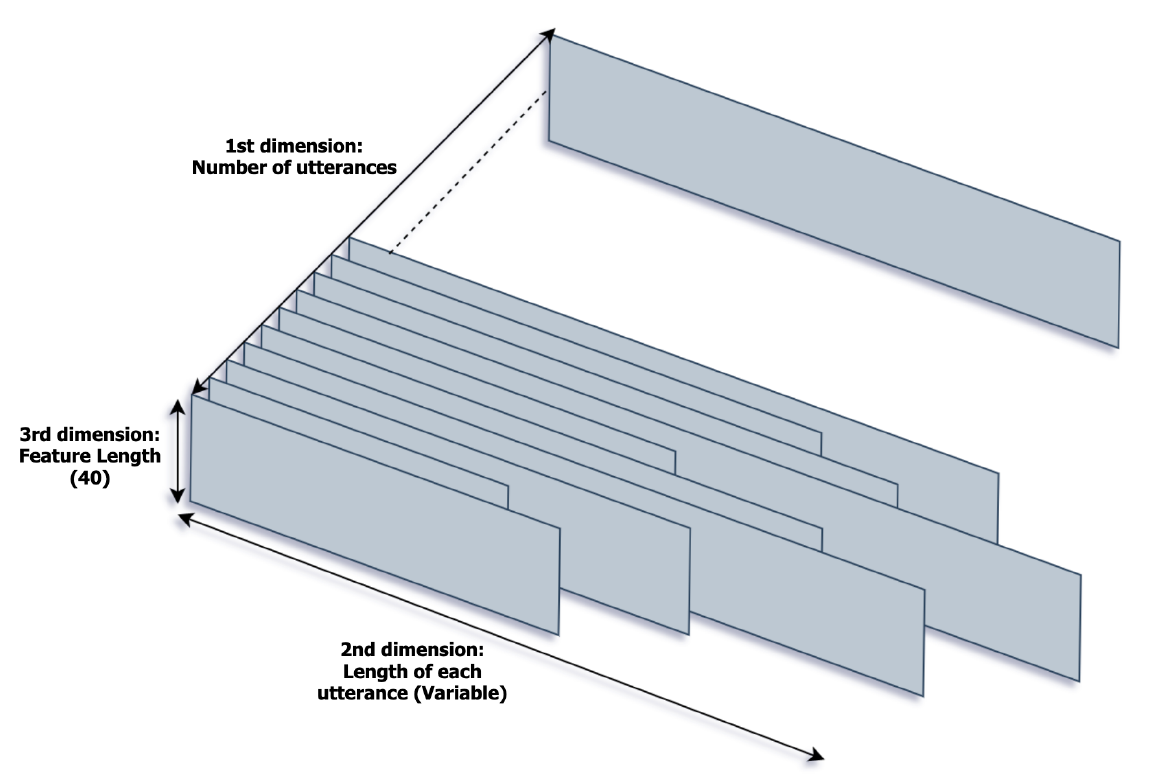 1st dimension:
Number of utterances
3rd dimension:
Feature Length
(40)
2nd dimension:
Length of each
utterance (Variable)